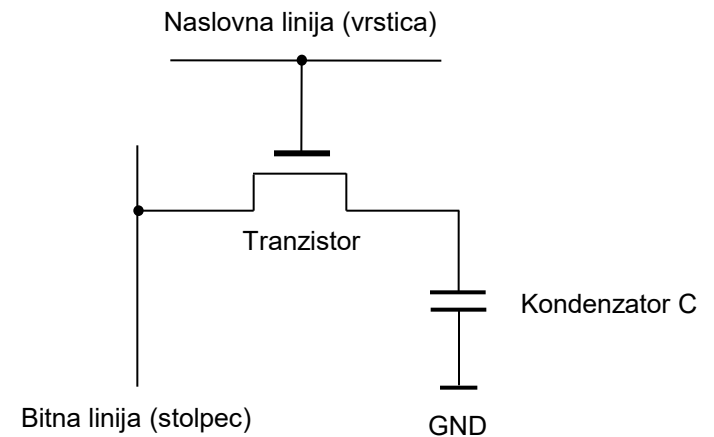 Naslovna linija (vrstica)
Tranzistor
Kondenzator C
Bitna linija (stolpec)
GND